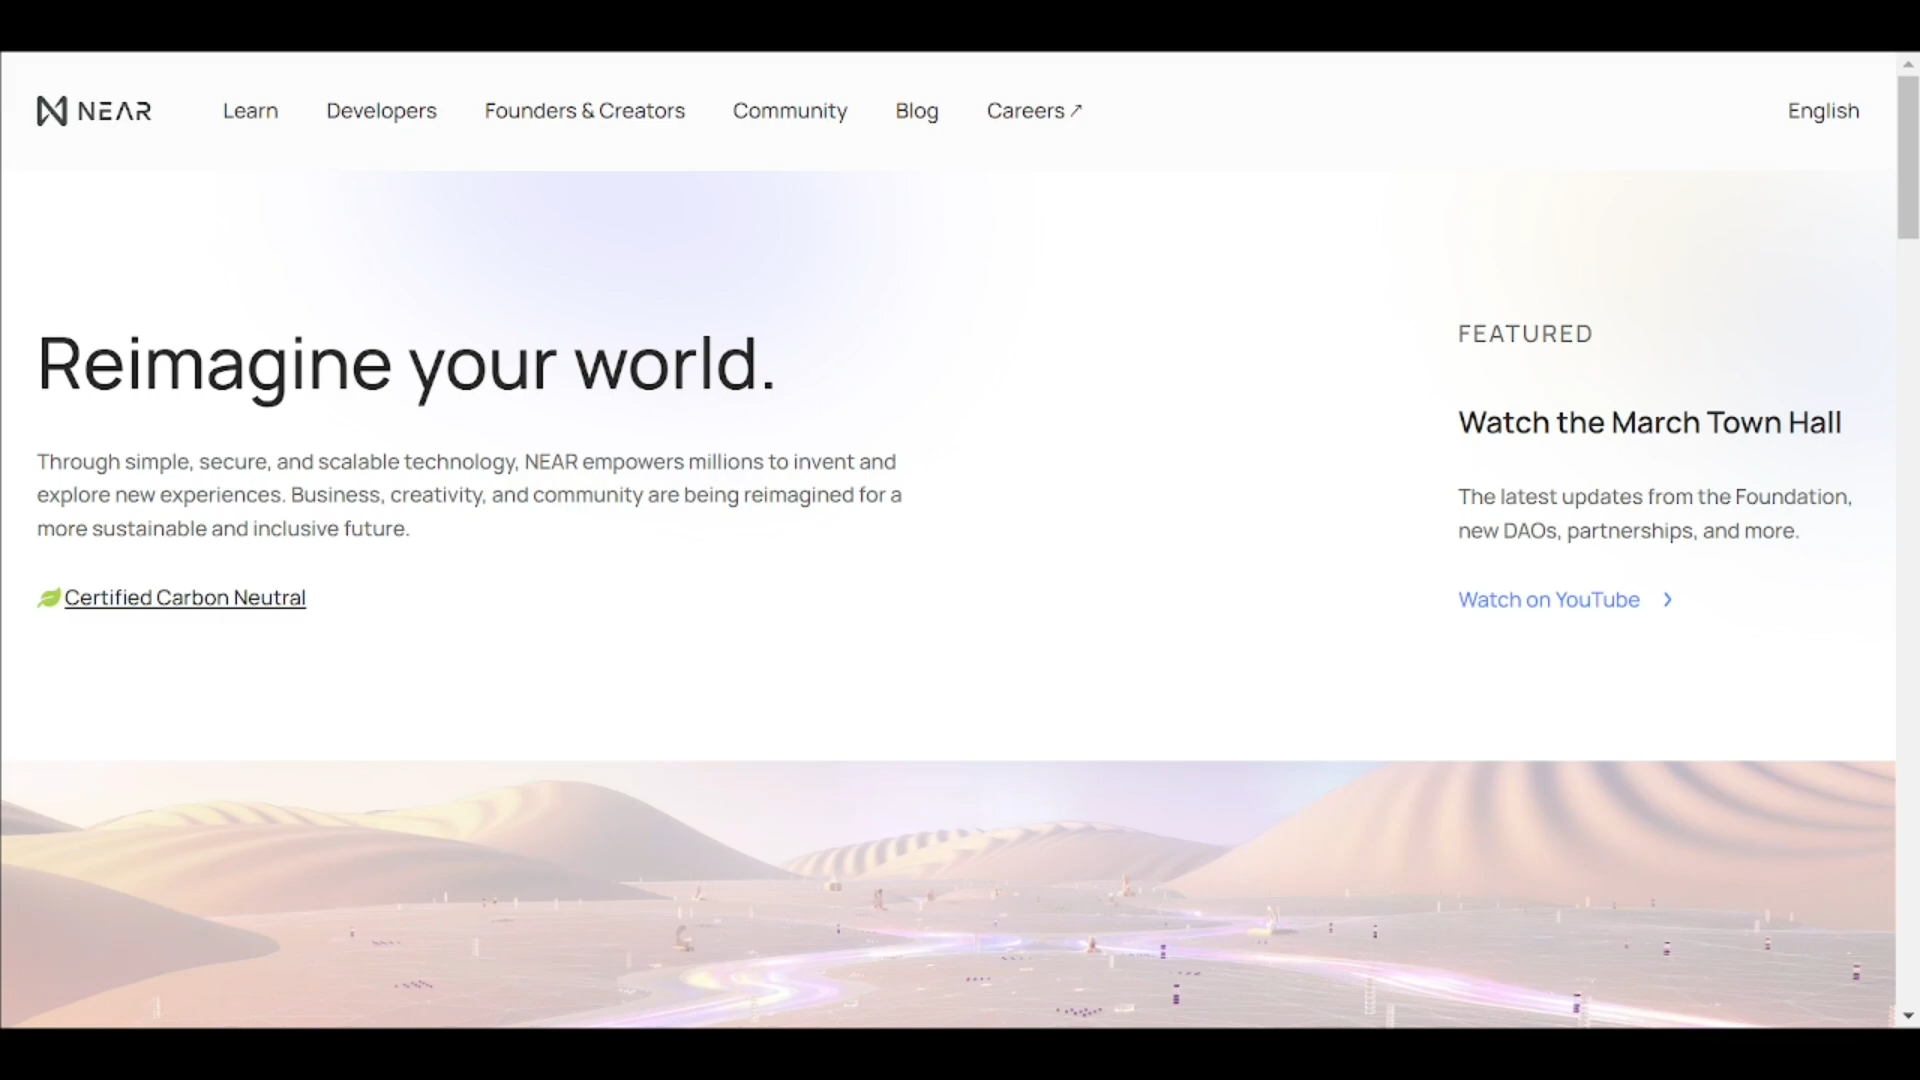 NEAR
Learn
Developers
Founders & Creators
Community
Blog
Careers ↗
English
Reimagine your world.
Through simple, secure, and scalable technology, NEAR empowers millions to invent and
explore new experiences. Business, creativity, and community are being reimagined for a
more sustainable and inclusive future.
Certified Carbon Neutral
FEATURED
Watch the March Town Hall
The latest updates from the Foundation,
new DAOs, partnerships, and more.
Watch on YouTube